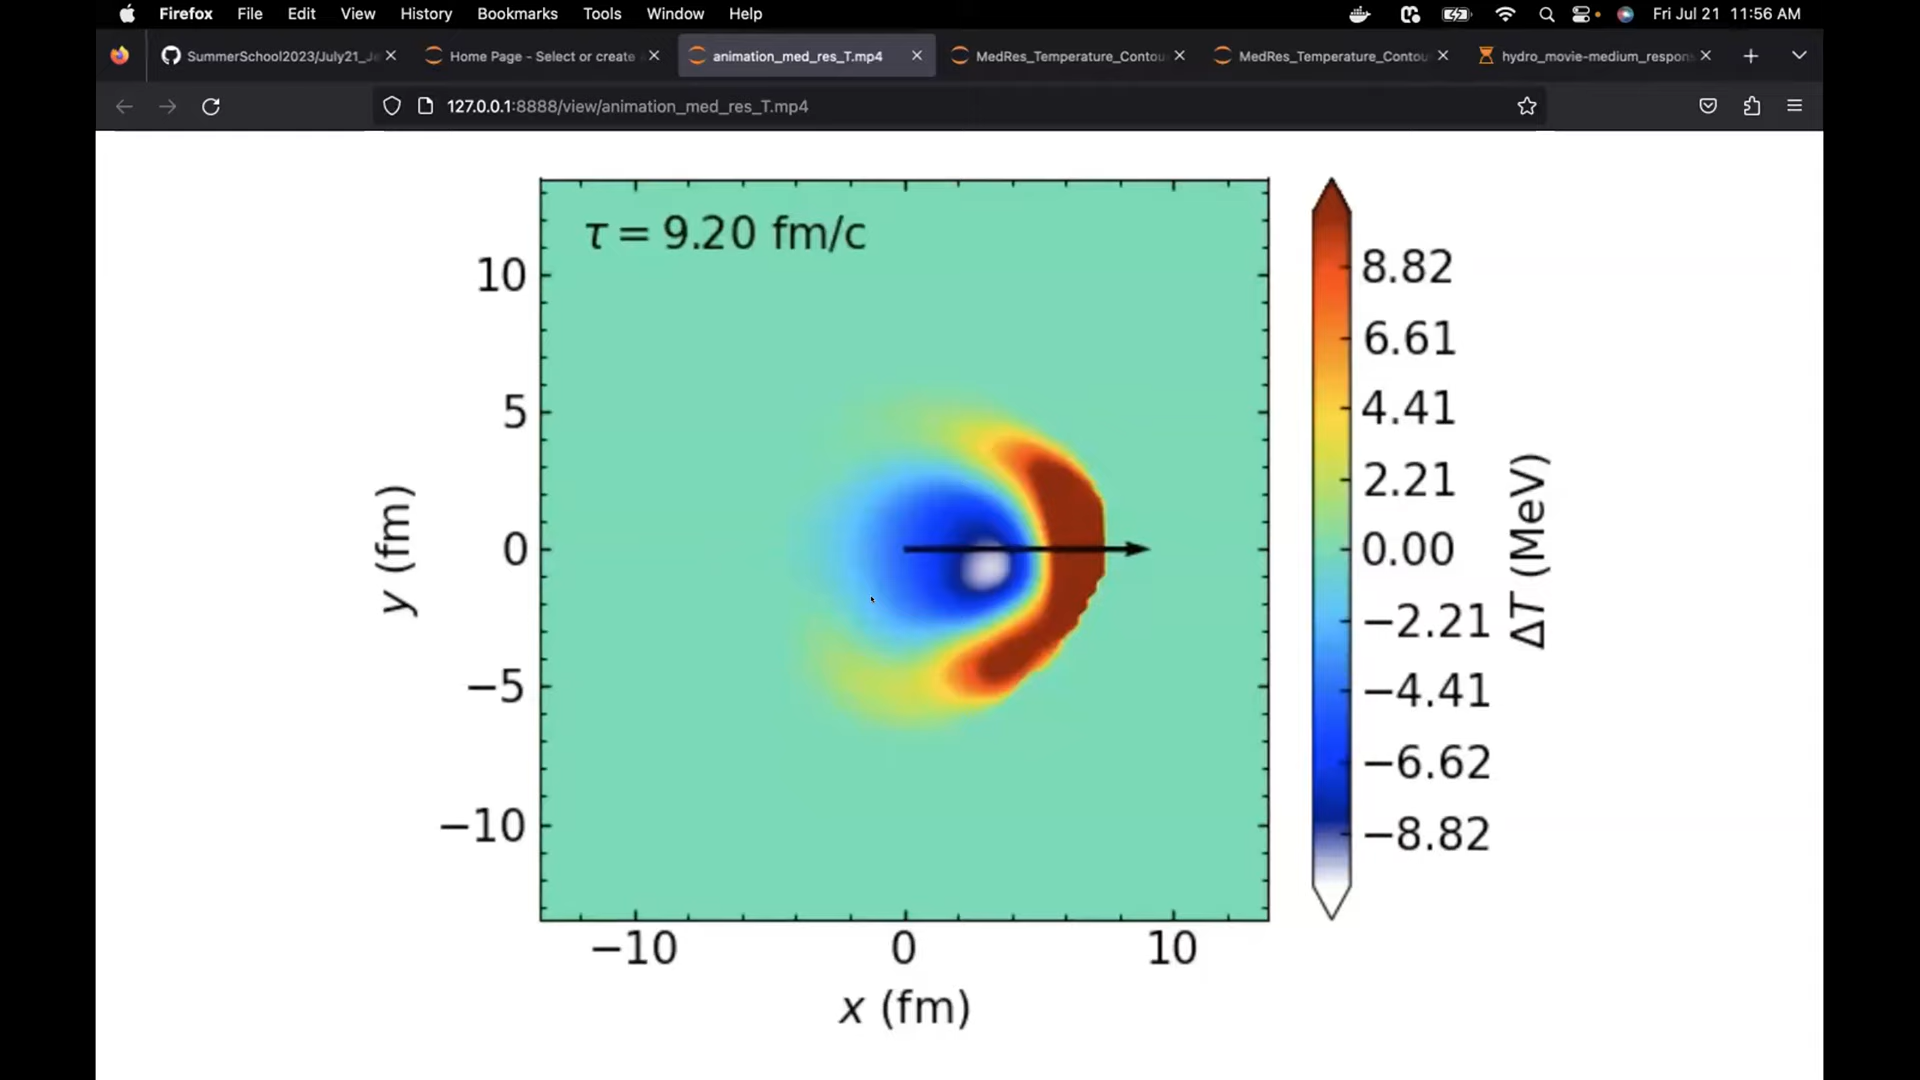 Firefox File Edit View History Bookmarks Tools Window Help Fri Jul 21 11:56 AM
SummerSchool2023/July21_Je Home Page - Select or create animation_med_res_T.mp4 MedRes_Temperature_Contou MedRes_Temperature_Contou hydro_movie-medium_respon
127.0.0.1:8888/view/animation_med_res_T.mp4
τ = 9.20 fm/c
10
5
0
−5
−10
y (fm)
−10 0 10
x (fm)
8.82
6.61
4.41
2.21
0.00
−2.21
−4.41
−6.62
−8.82
ΔT (MeV)